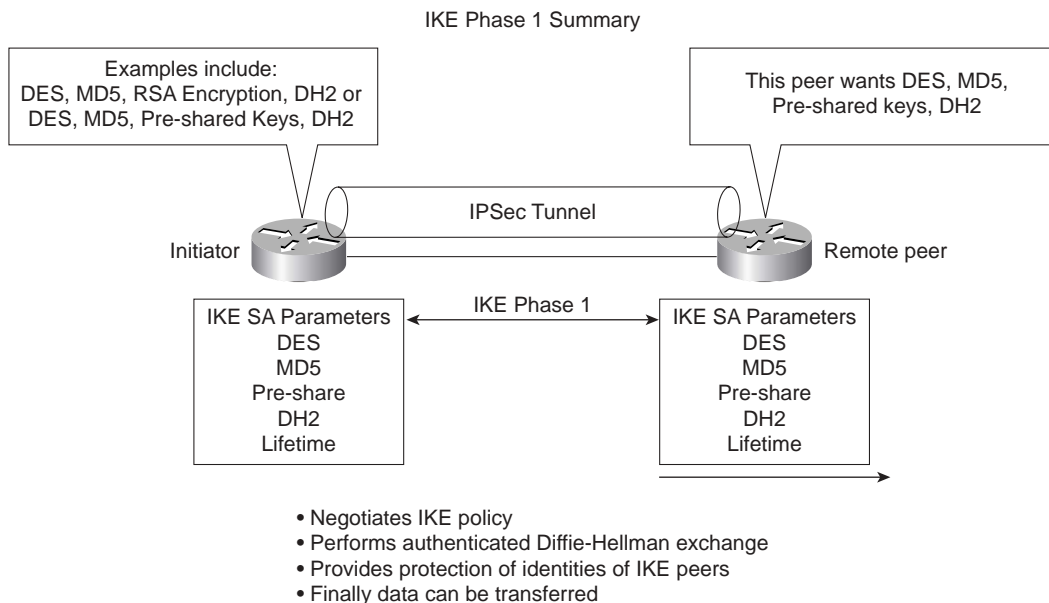 IKE Phase 1 Summary
Examples include:
DES, MD5, RSA Encryption, DH2 or
DES, MD5, Pre-shared Keys, DH2
This peer wants DES, MD5,
Pre-shared keys, DH2
IPSec Tunnel
Initiator
Remote peer
IKE Phase 1
IKE SA Parameters
DES
MD5
Pre-share
DH2
Lifetime
IKE SA Parameters
DES
MD5
Pre-share
DH2
Lifetime
• Negotiates IKE policy
• Performs authenticated Diffie-Hellman exchange
• Provides protection of identities of IKE peers
• Finally data can be transferred